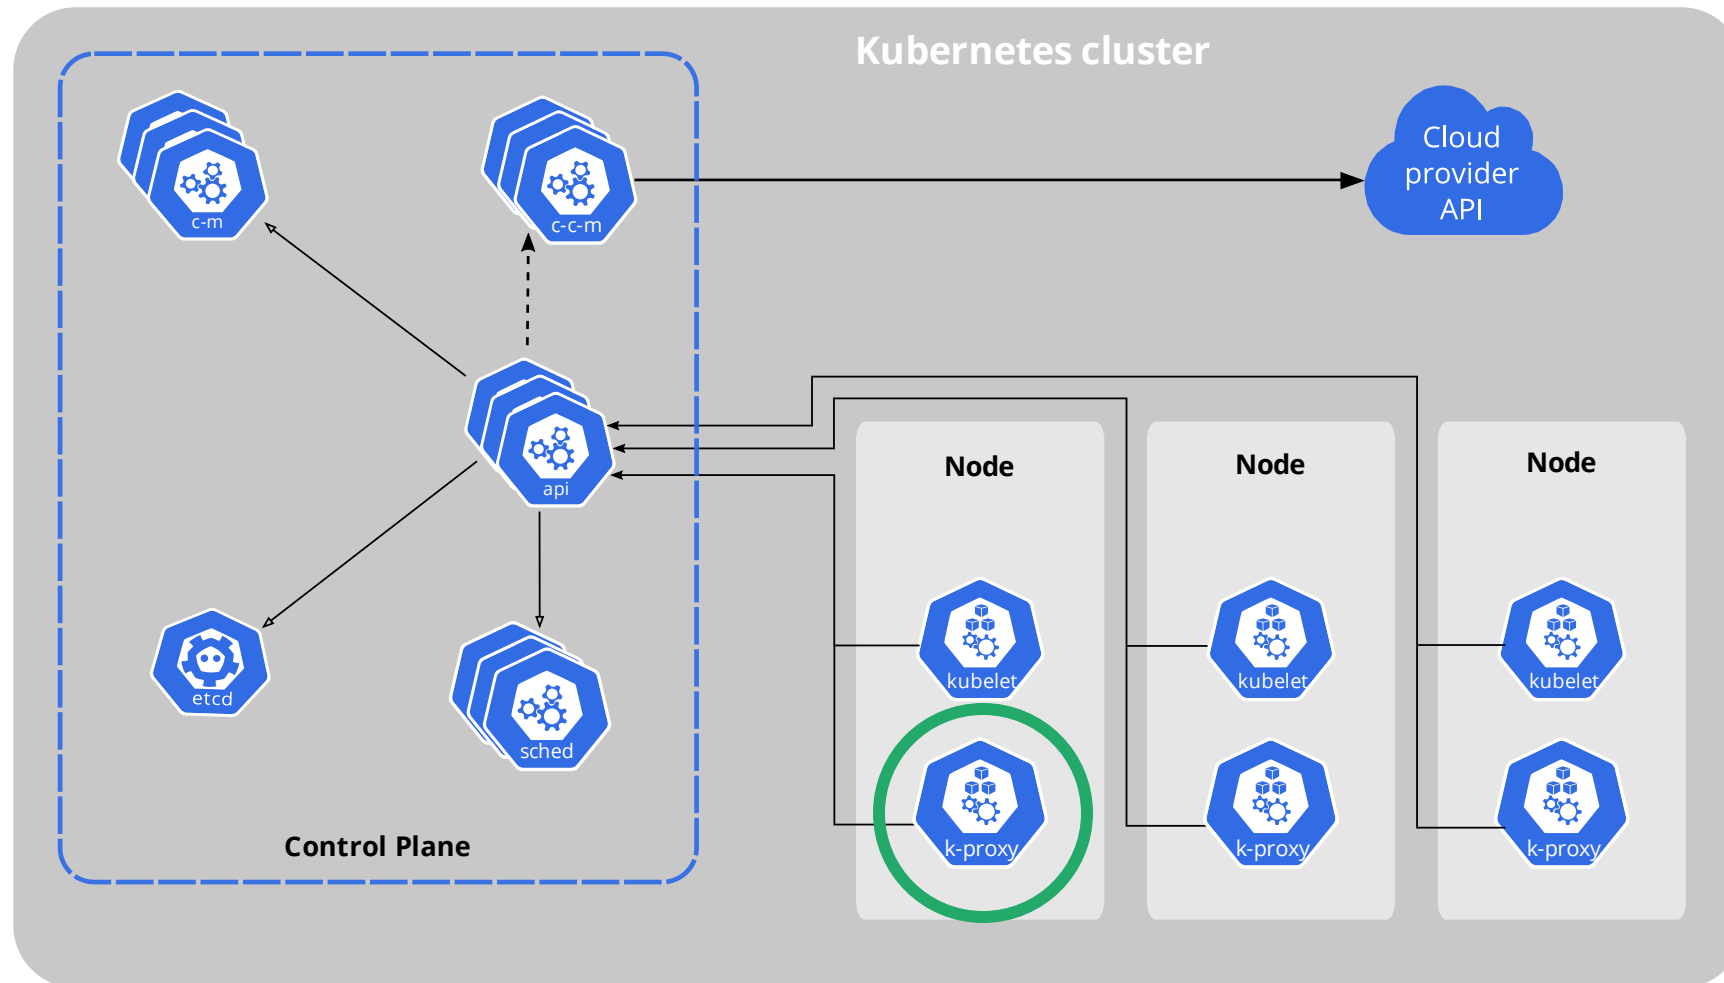 Kubernetes cluster
c-m
c-c-m
Cloud
provider
API
api
Node
Node
Node
etcd
sched
kubelet
kubelet
kubelet
k-proxy
k-proxy
k-proxy
Control Plane